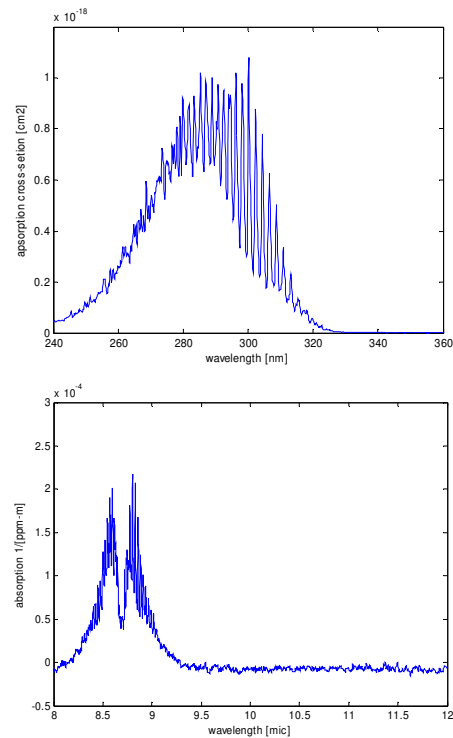 x 10^-18
1
0.8
0.6
0.4
0.2
0
240 260 280 300 320 340 360
apsorption cross-setion [cm2]
wavelength [nm]
x 10^-4
3
2.5
2
1.5
1
0.5
0
-0.5
8 8.5 9 9.5 10 10.5 11 11.5 12
absorption 1/[ppm-m]
wavelength [mic]